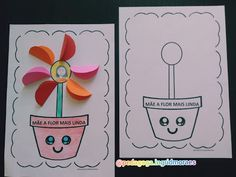 MÃE A FLOR MAIS LINDA
MÃE A FLOR MAIS LINDA
@pedagoga.ingridmoraes